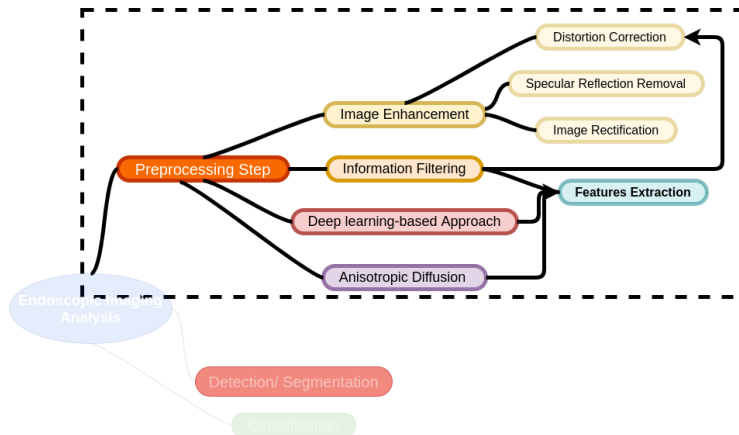 Distortion Correction
Specular Reflection Removal
Image Enhancement
Image Rectification
Preprocessing Step
Information Filtering
Features Extraction
Deep learning-based Approach
Anisotropic Diffusion
Endoscopic Imaging
Analysis
Detection/ Segmentation
Classification